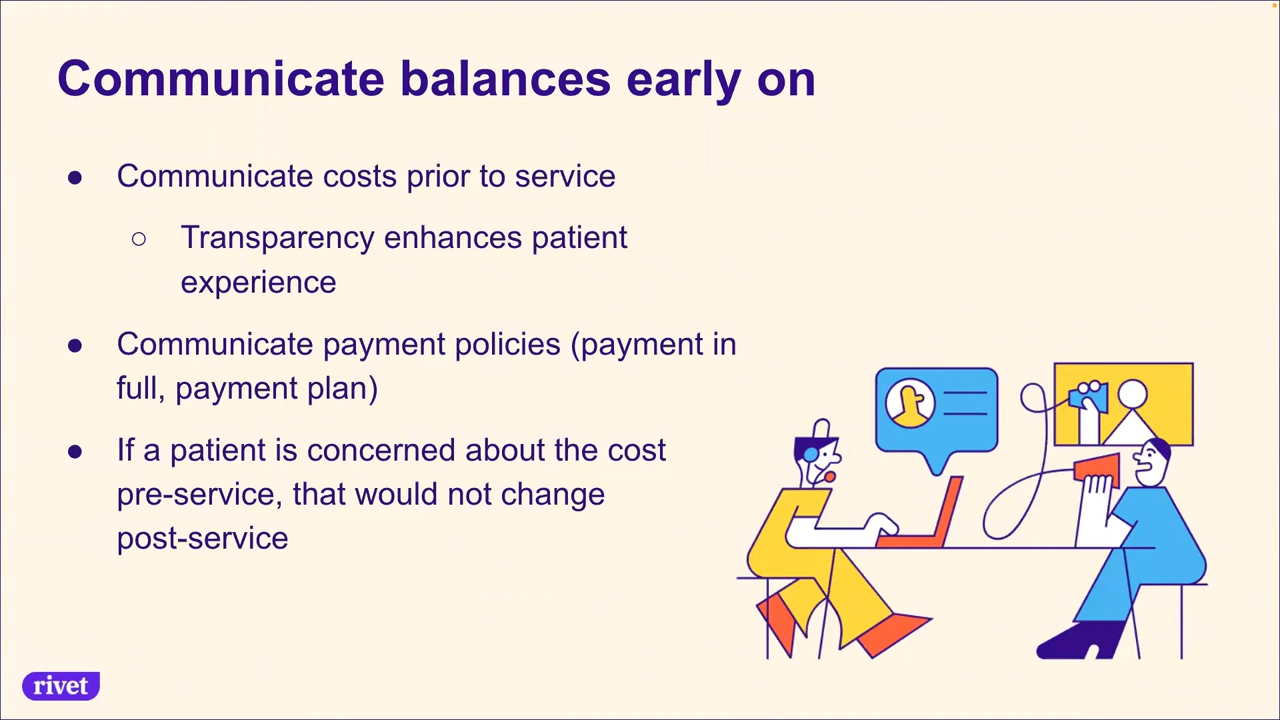 Communicate balances early on
● Communicate costs prior to service
○ Transparency enhances patient
experience
● Communicate payment policies (payment in
full, payment plan)
● If a patient is concerned about the cost
pre-service, that would not change
post-service
rivet